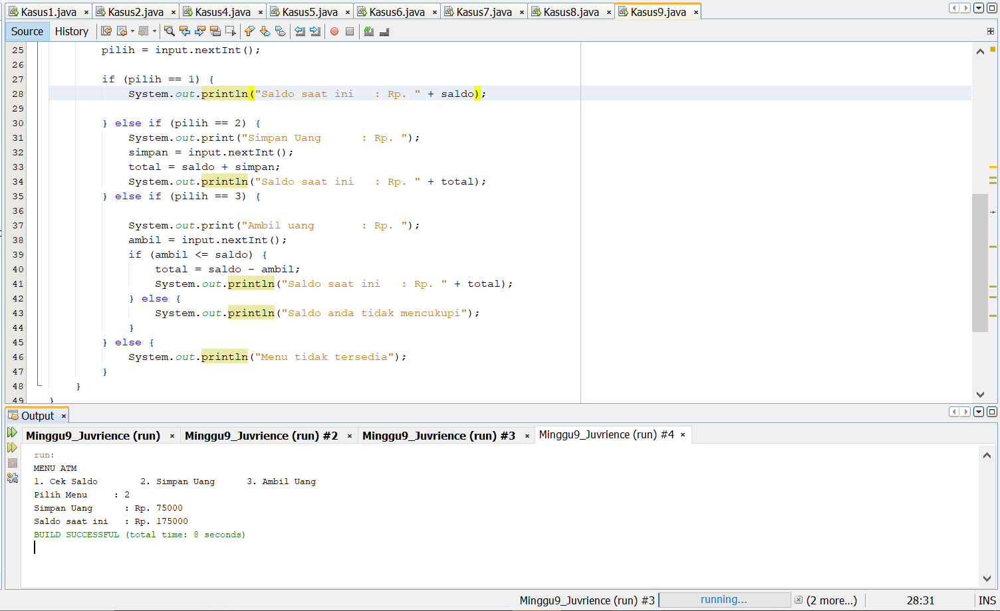 Kasus1.java × Kasus2.java × Kasus4.java × Kasus5.java × Kasus6.java × Kasus7.java × Kasus8.java × Kasus9.java ×
Source History
25 pilih = input.nextInt();
26
27 if (pilih == 1) {
28 System.out.println("Saldo saat ini   : Rp. " + saldo);
29
30 } else if (pilih == 2) {
31 System.out.print("Simpan Uang      : Rp. ");
32 simpan = input.nextInt();
33 total = saldo + simpan;
34 System.out.println("Saldo saat ini   : Rp. " + total);
35 } else if (pilih == 3) {
36
37 System.out.print("Ambil uang       : Rp. ");
38 ambil = input.nextInt();
39 if (ambil <= saldo) {
40 total = saldo - ambil;
41 System.out.println("Saldo saat ini   : Rp. " + total);
42 } else {
43 System.out.println("Saldo anda tidak mencukupi");
44 }
45 } else {
46 System.out.println("Menu tidak tersedia");
47 }
48 }
49 }
Output ×
Minggu9_Juvrience (run) × Minggu9_Juvrience (run) #2 × Minggu9_Juvrience (run) #3 × Minggu9_Juvrience (run) #4 ×
run:
MENU ATM
1. Cek Saldo        2. Simpan Uang      3. Ambil Uang
Pilih Menu     : 2
Simpan Uang      : Rp. 75000
Saldo saat ini   : Rp. 175000
BUILD SUCCESSFUL (total time: 8 seconds)
Minggu9_Juvrience (run) #3 running... (2 more...) 28:31 INS